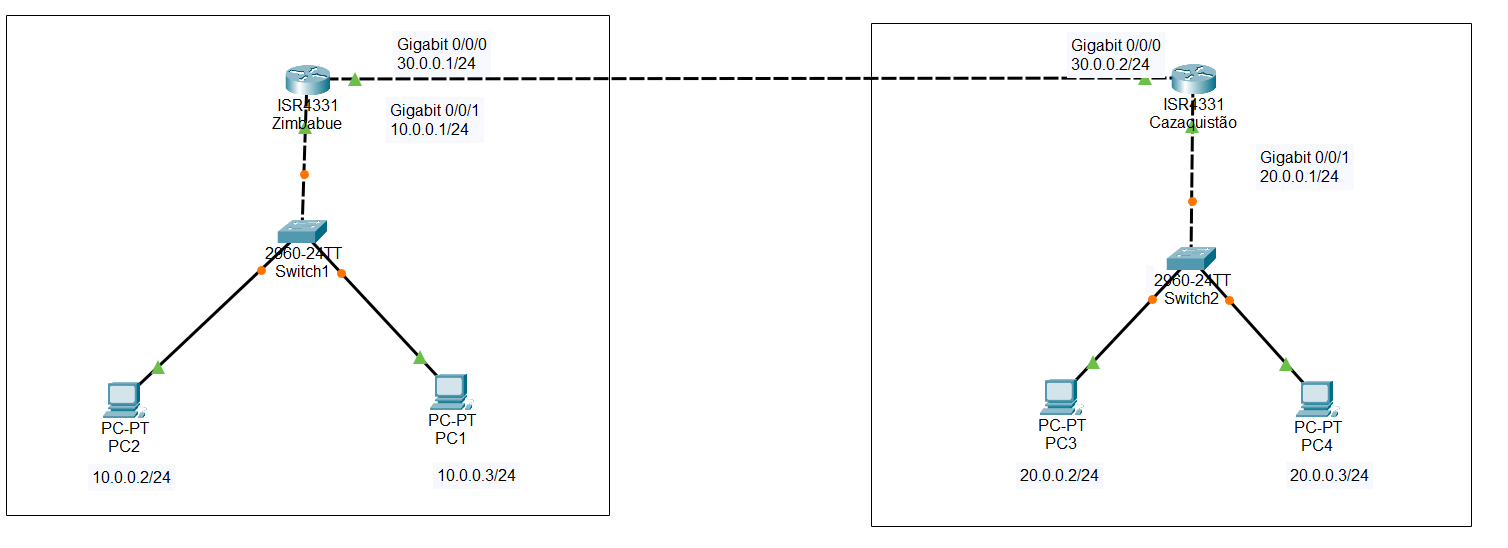 Gigabit 0/0/0
30.0.0.1/24
ISR4331
Zimbabue
Gigabit 0/0/1
10.0.0.1/24
2960-24TT
Switch1
PC-PT
PC2
10.0.0.2/24
PC-PT
PC1
10.0.0.3/24
Gigabit 0/0/0
30.0.0.2/24
ISR4331
Cazaquistão
Gigabit 0/0/1
20.0.0.1/24
2960-24TT
Switch2
PC-PT
PC3
20.0.0.2/24
PC-PT
PC4
20.0.0.3/24